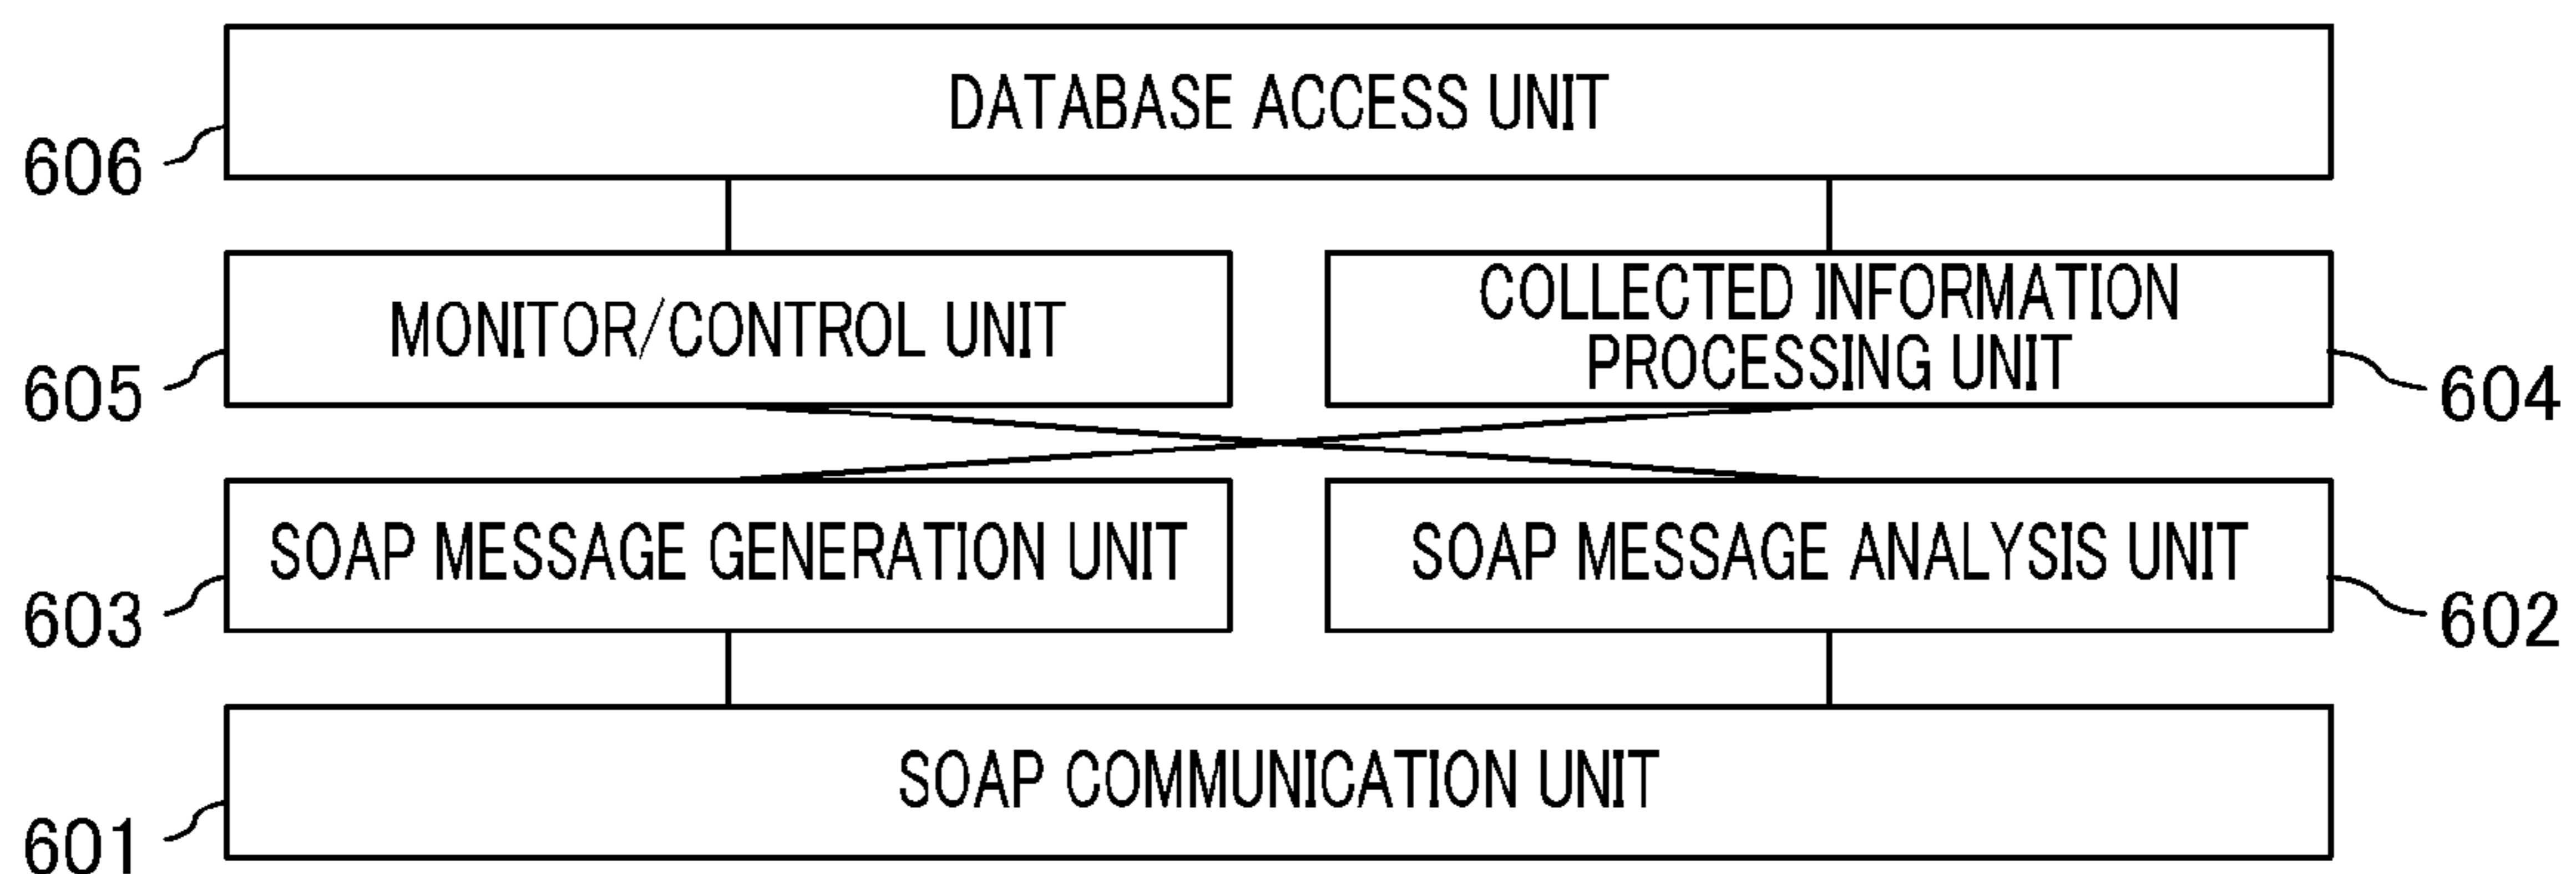 DATABASE ACCESS UNIT
606
MONITOR/CONTROL UNIT
605
COLLECTED INFORMATION
PROCESSING UNIT
604
SOAP MESSAGE GENERATION UNIT
603
SOAP MESSAGE ANALYSIS UNIT
602
SOAP COMMUNICATION UNIT
601